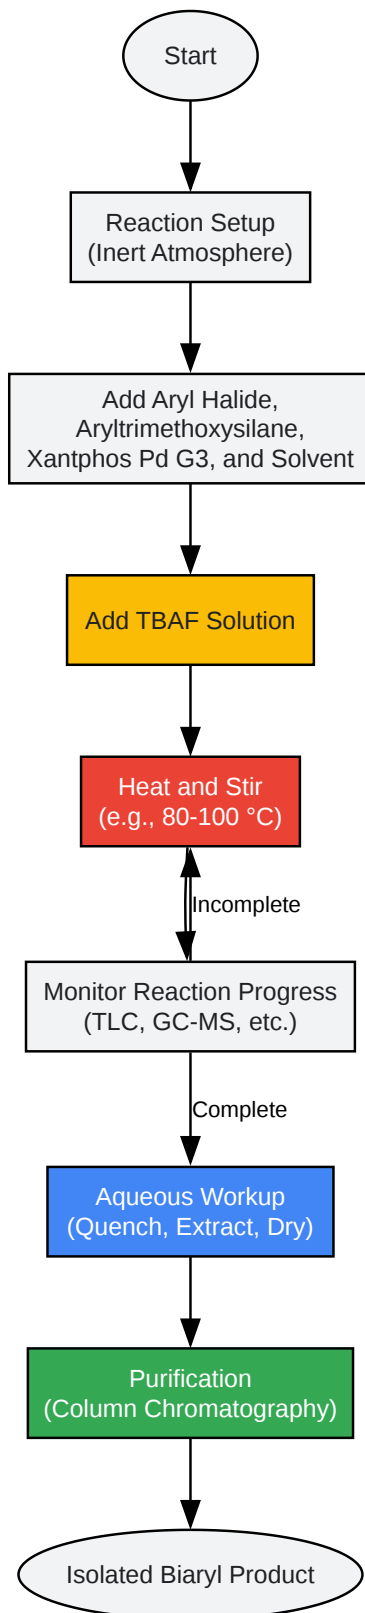 Start
Reaction Setup
(Inert Atmosphere)
Add Aryl Halide,
Aryltrimethoxysilane,
Xantphos Pd G3, and Solvent
Add TBAF Solution
Heat and Stir
(e.g., 80-100 °C)
Incomplete
Monitor Reaction Progress
(TLC, GC-MS, etc.)
Complete
Aqueous Workup
(Quench, Extract, Dry)
Purification
(Column Chromatography)
Isolated Biaryl Product